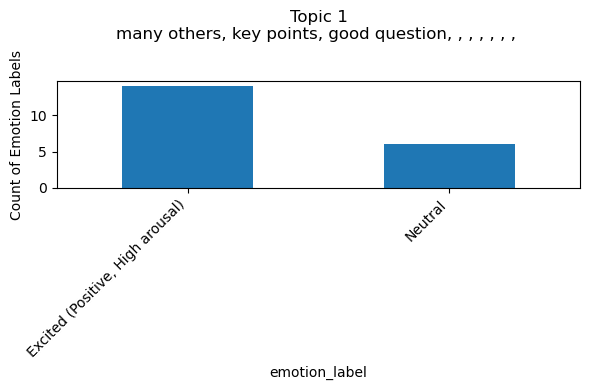 Topic 1
many others, key points, good question, , , , , , ,
Count of Emotion Labels
10
5
0
Excited (Positive, High arousal)
Neutral
emotion_label